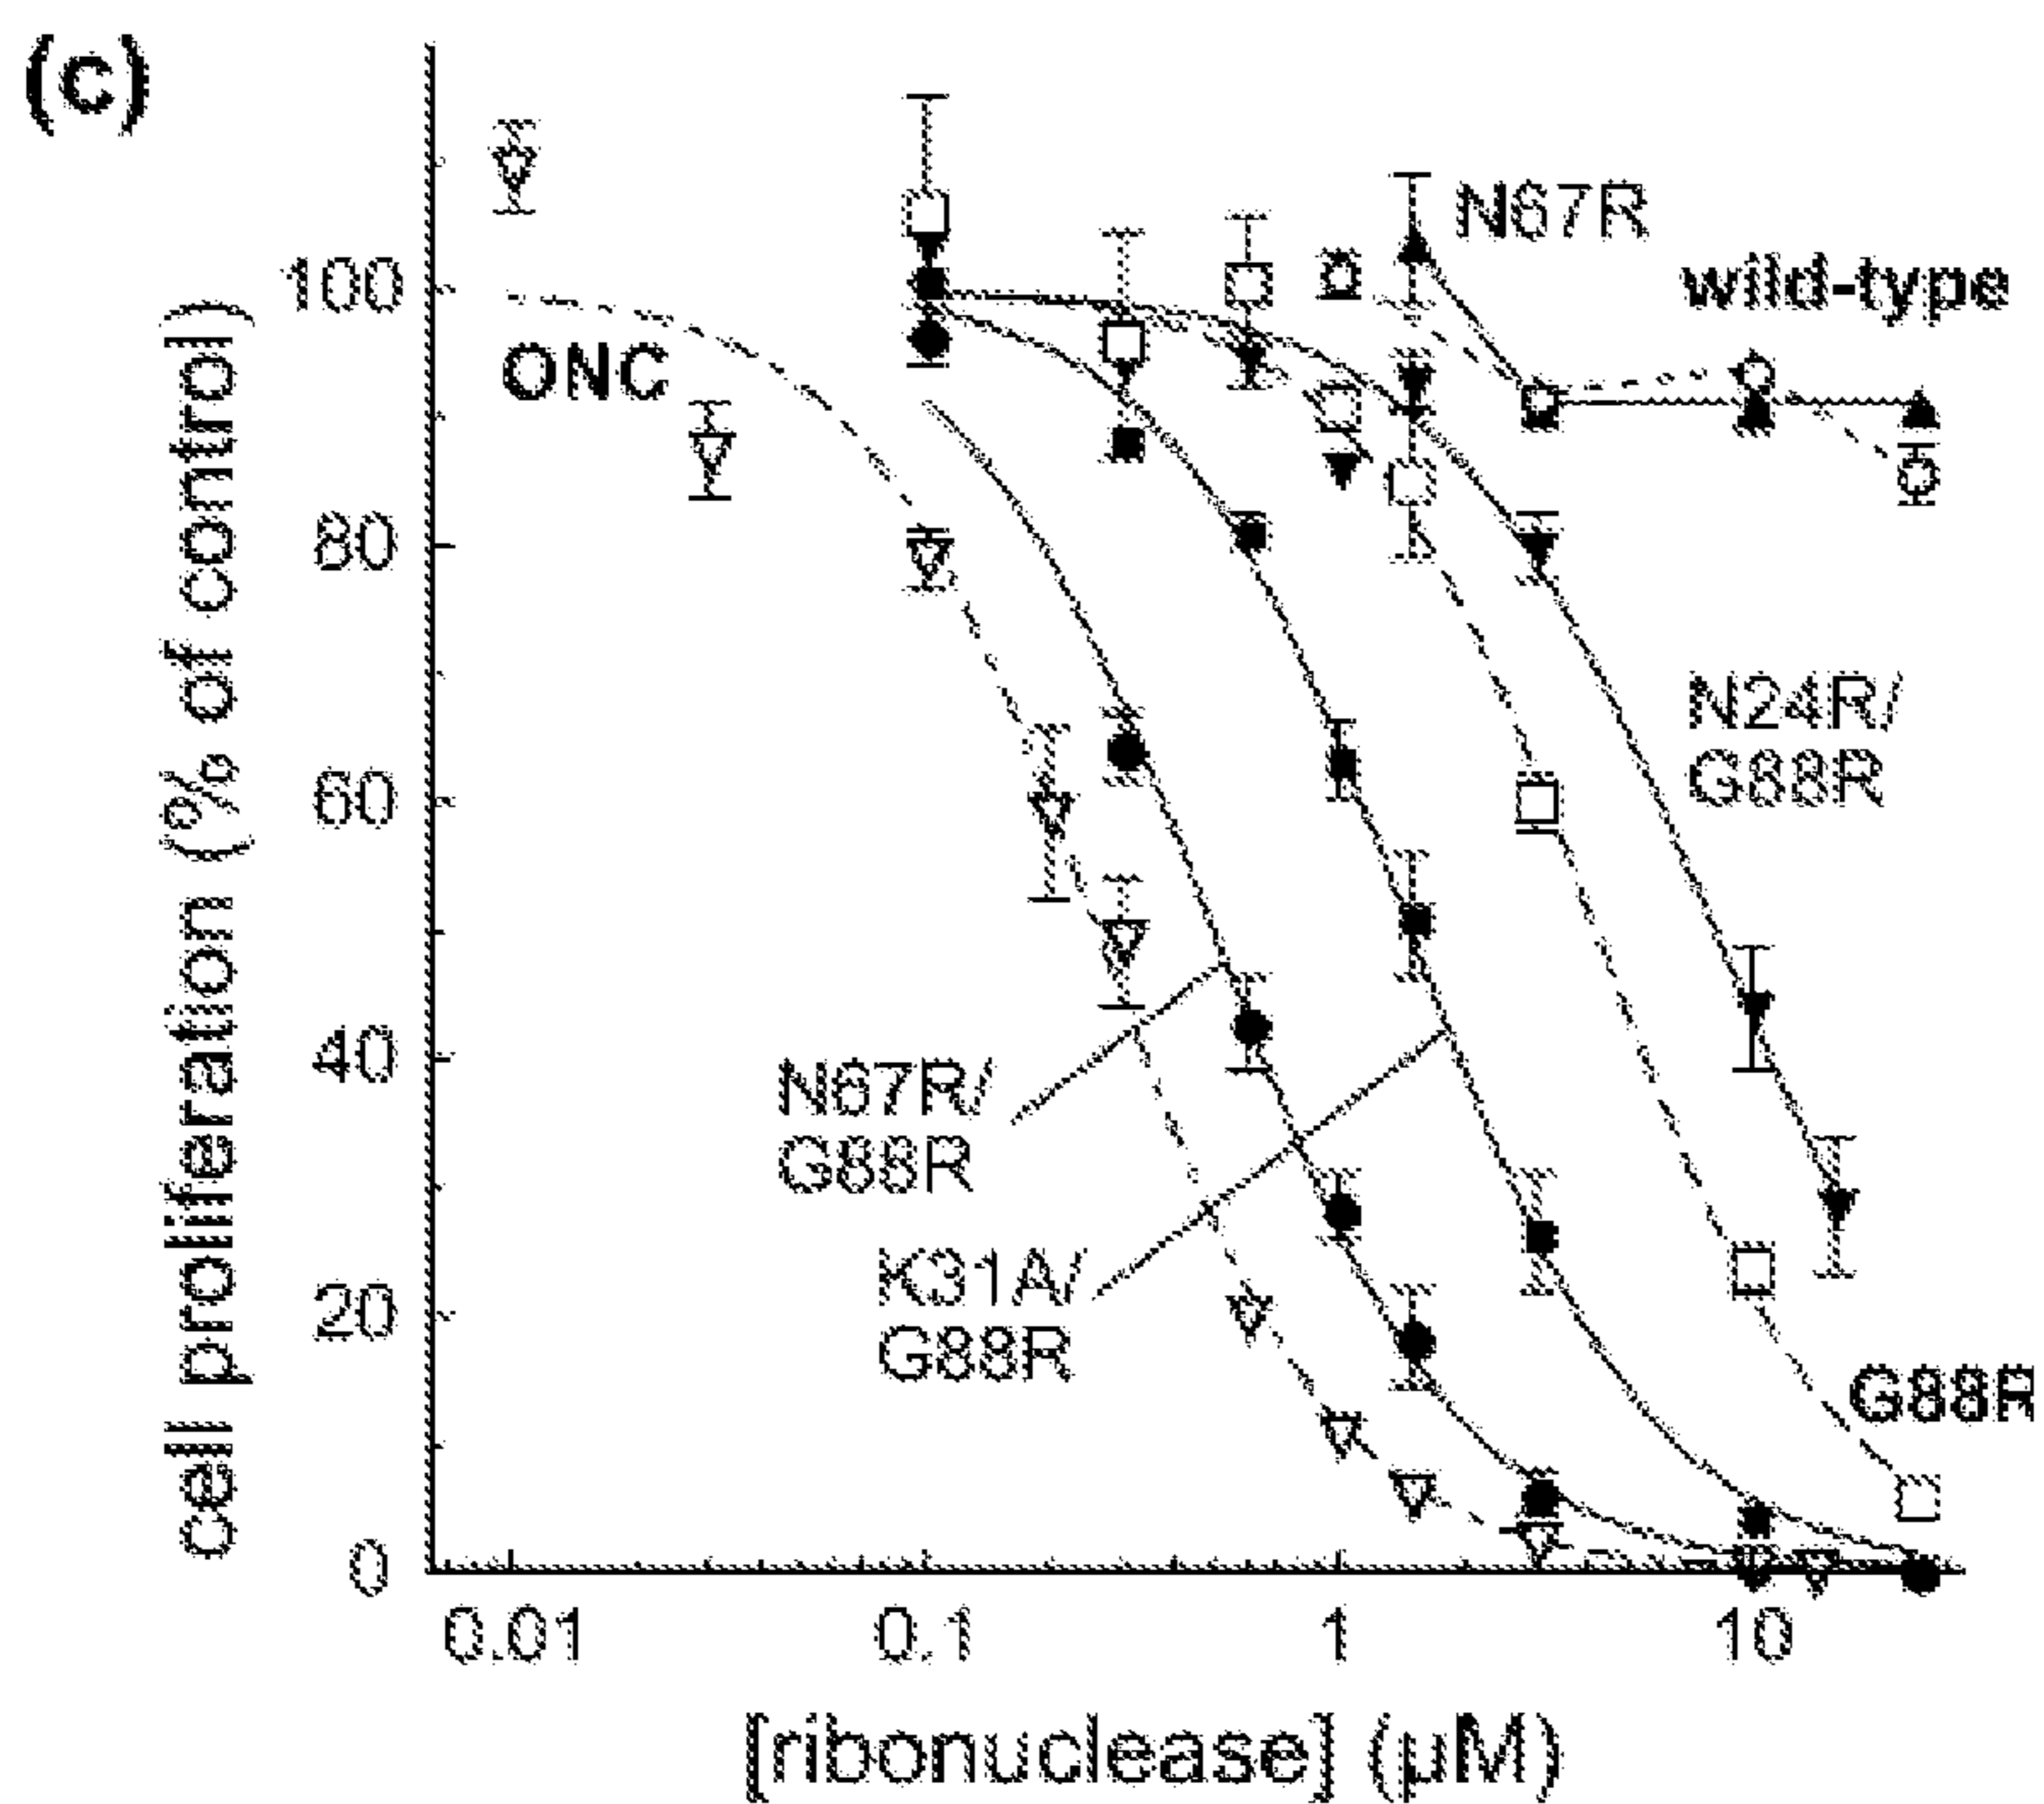 (c)
N67R
wild-type
100
ONC
80
N24R/
G88R
60
40
N67R/
G88R
K31A/
G88R
20
G88R
0
0.01 0.1 1 10
[ribonuclease] (µM)
cell proliferation (% of control)